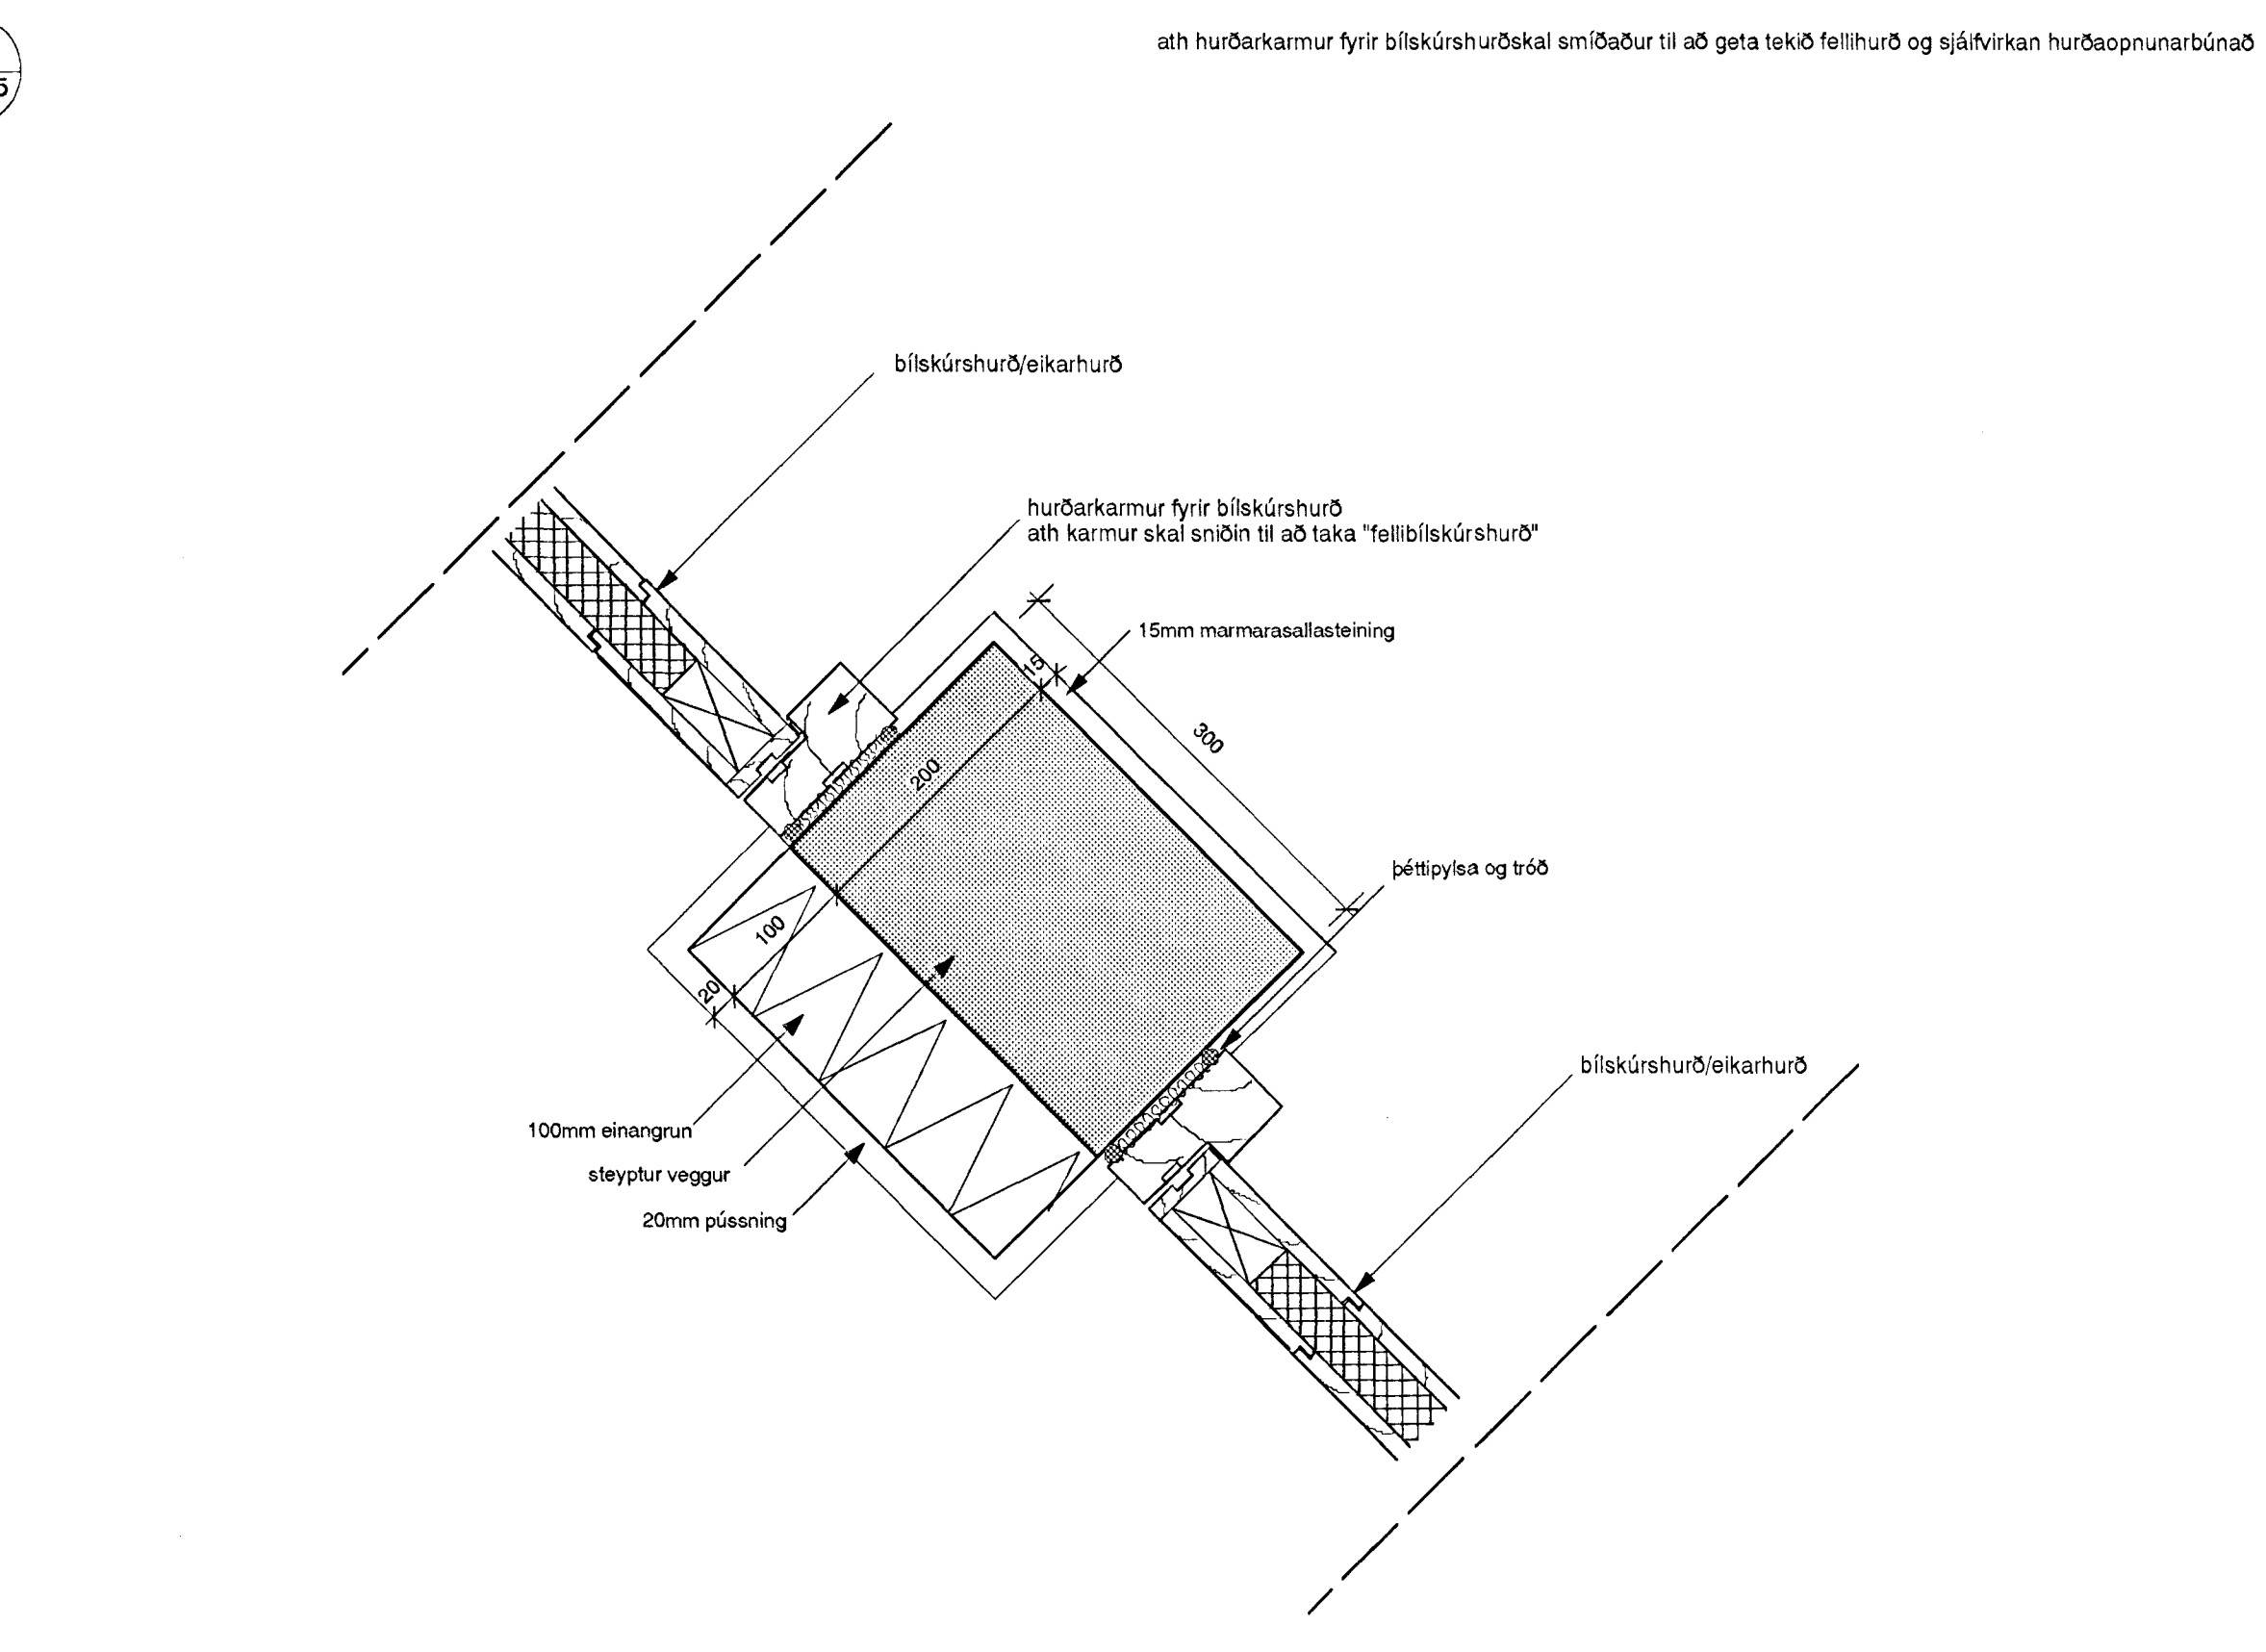 ath hurðarkarmur fyrir bílskúrshurðskal smíðaður til að geta tekið fellihurð og sjálfvirkan hurðaopnunarbúnað
bílskúrshurð/eikarhurð
hurðarkarmur fyrir bílskúrshurð
ath karmur skal sniðin til að taka "fellibílskúrshurð"
15mm marmarasallasteining
15
300
200
þéttipylsa og tróð
100
20
bílskúrshurð/eikarhurð
100mm einangrun
steyptur veggur
20mm pússning